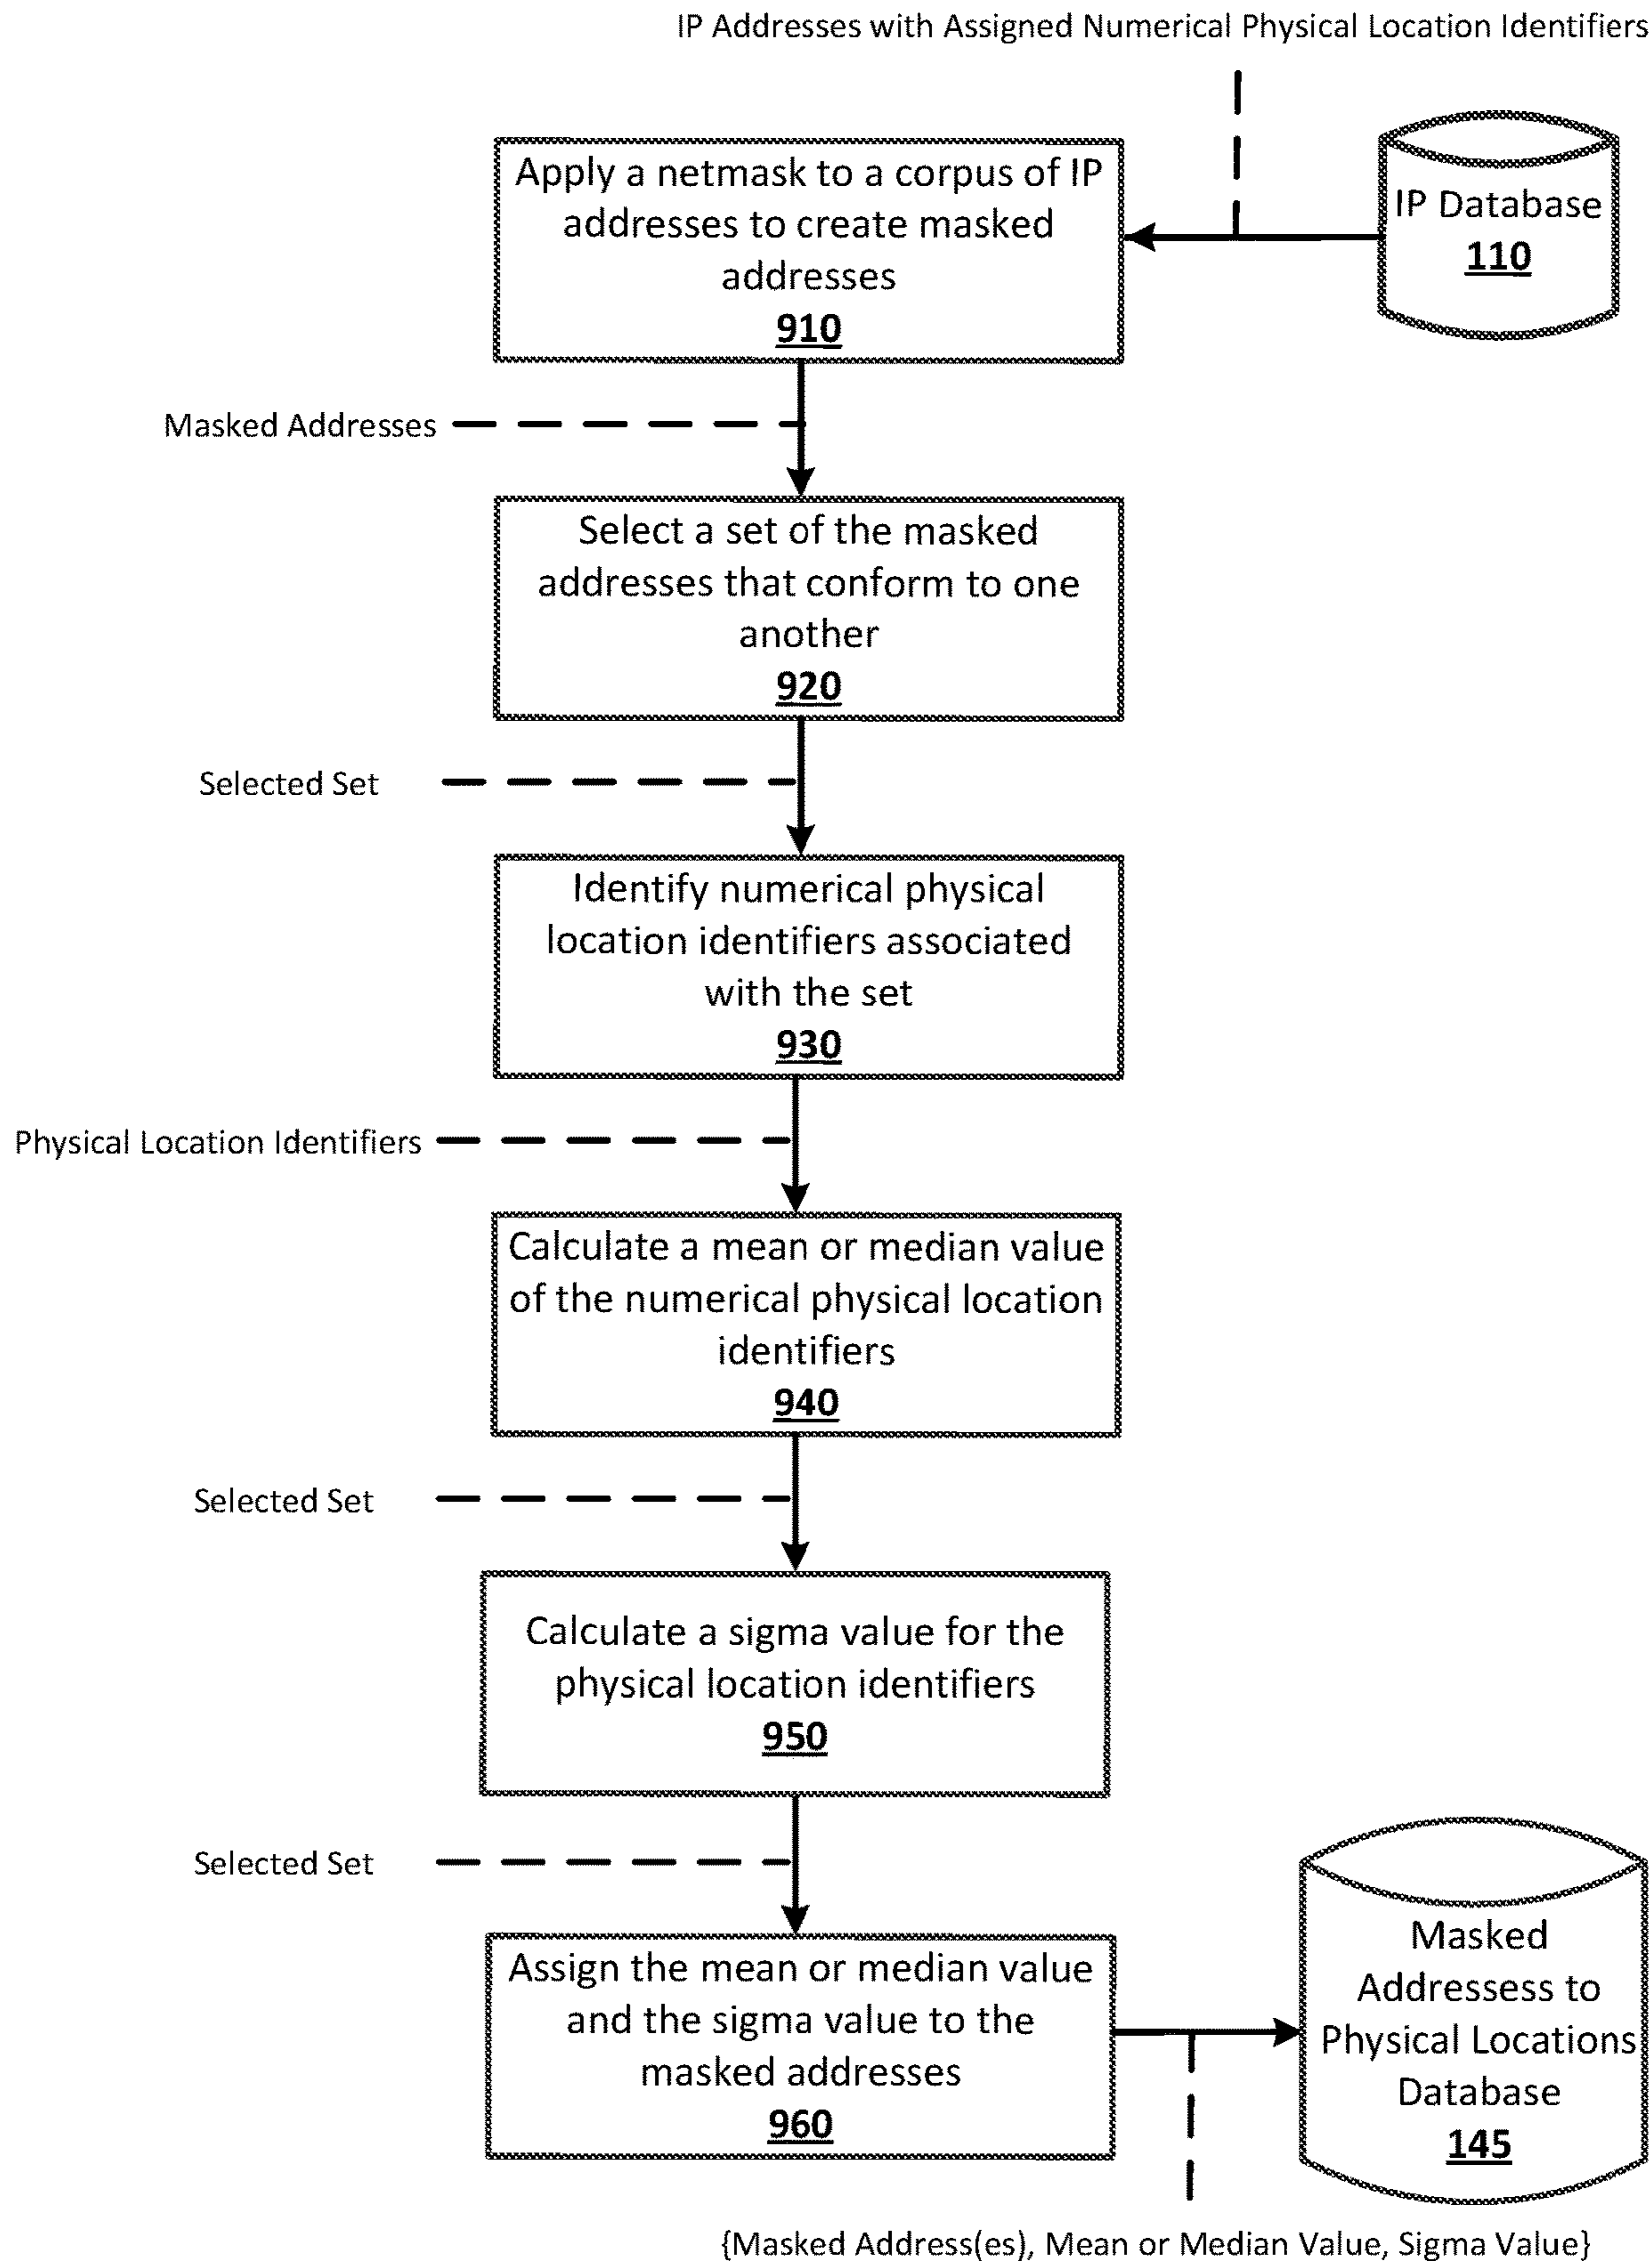 IP Addresses with Assigned Numerical Physical Location Identifiers
Apply a netmask to a corpus of IP
addresses to create masked
addresses
910
IP Database
110
Masked Addresses
Select a set of the masked
addresses that conform to one
another
920
Selected Set
Identify numerical physical
location identifiers associated
with the set
930
Physical Location Identifiers
Calculate a mean or median value
of the numerical physical location
identifiers
940
Selected Set
Calculate a sigma value for the
physical location identifiers
950
Selected Set
Assign the mean or median value
and the sigma value to the
masked addresses
960
Masked
Addressess to
Physical Locations
Database
145
{Masked Address(es), Mean or Median Value, Sigma Value}